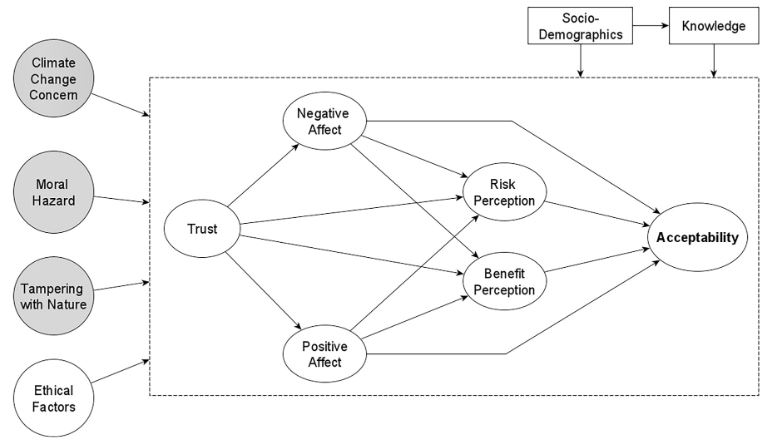 Socio-
Demographics
Knowledge
Climate
Change
Concern
Negative
Affect
Moral
Hazard
Risk
Perception
Trust
Acceptability
Tampering
with Nature
Benefit
Perception
Positive
Affect
Ethical
Factors